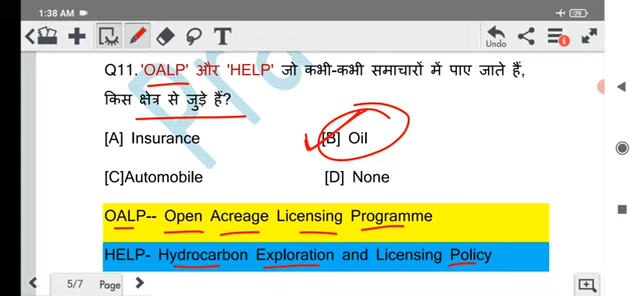 1:38 AM
39
T
Undo
Q11. 'OALP' और 'HELP' जो कभी-कभी समाचारों में पाए जाते हैं,
किस क्षेत्र से जुड़े हैं?
[A] Insurance [B] Oil
[C]Automobile [D] None
OALP-- Open Acreage Licensing Programme
HELP- Hydrocarbon Exploration and Licensing Policy
5/7 Page